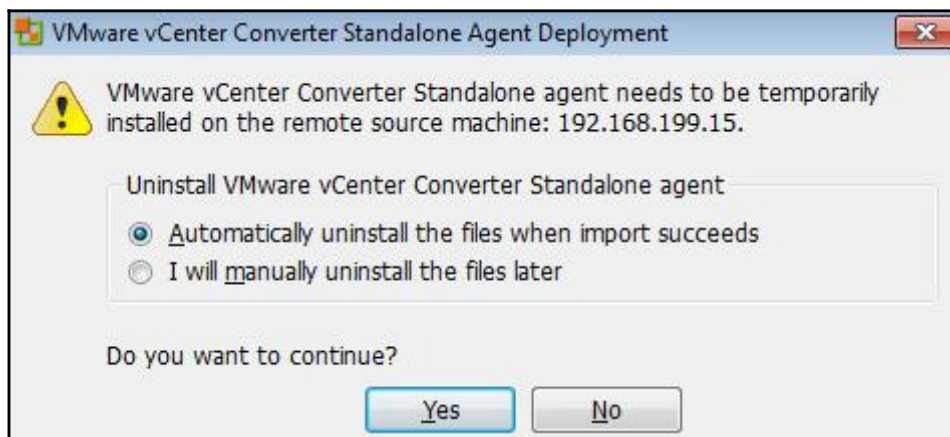 VMware vCenter Converter Standalone Agent Deployment
VMware vCenter Converter Standalone agent needs to be temporarily
installed on the remote source machine: 192.168.199.15.
Uninstall VMware vCenter Converter Standalone agent
Automatically uninstall the files when import succeeds
I will manually uninstall the files later
Do you want to continue?
Yes No